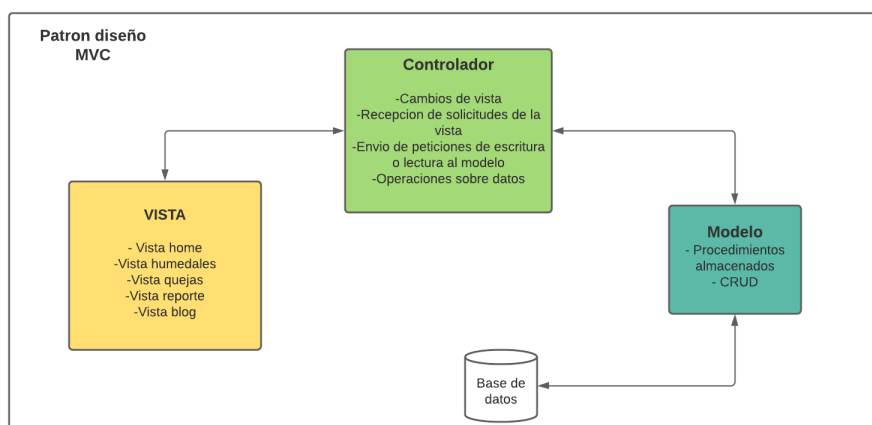 Patron diseño
MVC
Controlador
-Cambios de vista
-Recepcion de solicitudes de la
vista
-Envio de peticiones de escritura
o lectura al modelo
-Operaciones sobre datos
VISTA
- Vista home
-Vista humedales
-Vista quejas
-Vista reporte
-Vista blog
Modelo
- Procedimientos
almacenados
- CRUD
Base de
datos